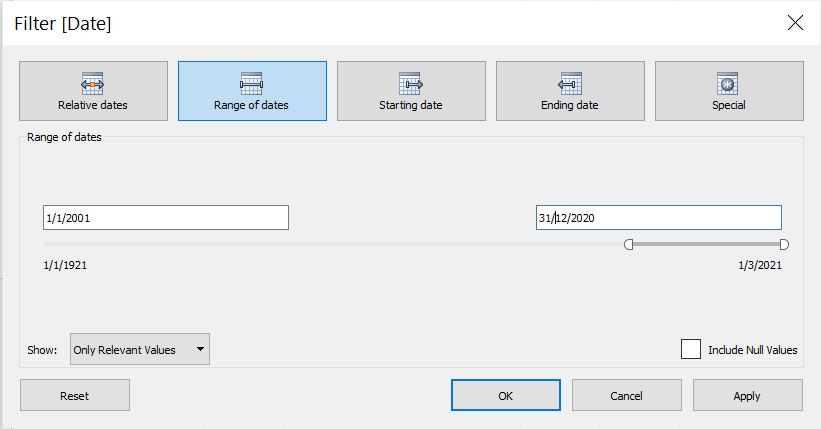 Filter [Date]
Relative dates
Range of dates
Starting date
Ending date
Special
Range of dates
1/1/2001
31/12/2020
1/1/1921
1/3/2021
Show:
Only Relevant Values
Include Null Values
Reset
OK
Cancel
Apply